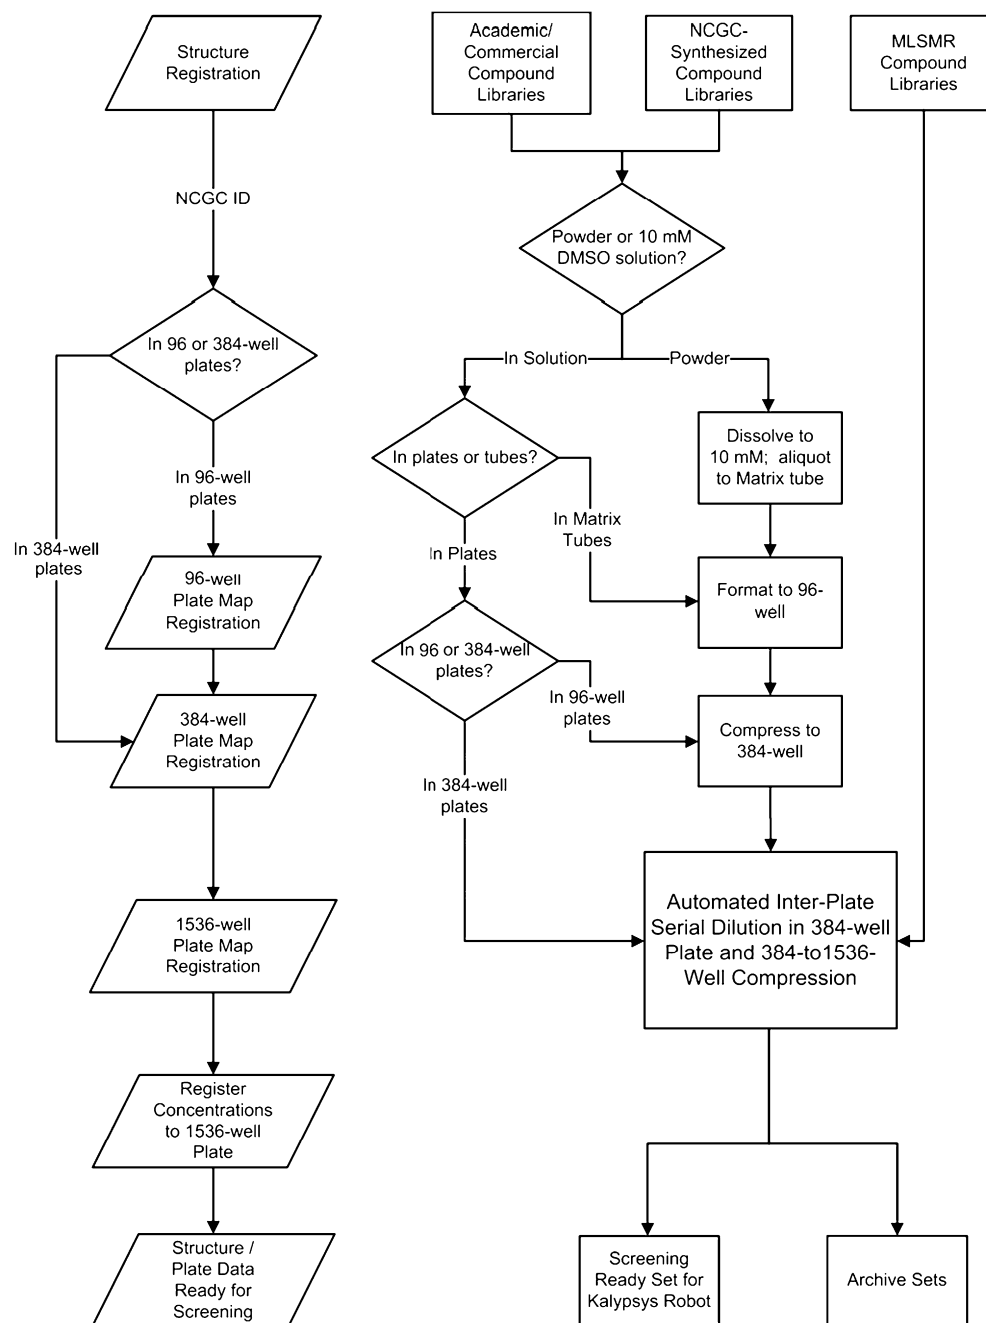 Structure
Registration
NCGC ID
In 96 or 384-well
plates?
In 96-well
plates
In 384-well
plates
96-well
Plate Map
Registration
384-well
Plate Map
Registration
1536-well
Plate Map
Registration
Register
Concentrations
to 1536-well
Plate
Structure /
Plate Data
Ready for
Screening
Academic/
Commercial
Compound
Libraries
NCGC-
Synthesized
Compound
Libraries
MLSMR
Compound
Libraries
Powder or 10 mM
DMSO solution?
In Solution
Powder
In plates or tubes?
Dissolve to
10 mM; aliquot
to Matrix tube
In Matrix
Tubes
In Plates
Format to 96-
well
In 96 or 384-well
plates?
In 96-well
plates
Compress to
384-well
In 384-well
plates
Automated Inter-Plate
Serial Dilution in 384-well
Plate and 384-to1536-
Well Compression
Screening
Ready Set for
Kalypsys Robot
Archive Sets